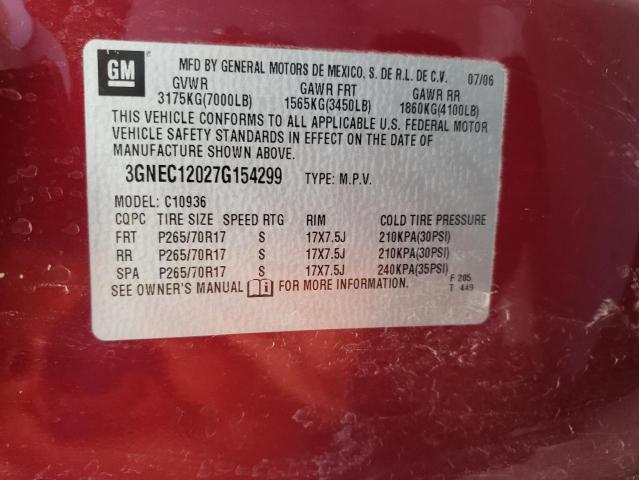 GM
MFD BY GENERAL MOTORS DE MEXICO, S. DE R.L. DE C.V. 07/06
GVWR GAWR FRT GAWR RR
3175KG(7000LB) 1565KG(3450LB) 1860KG(4100LB)
THIS VEHICLE CONFORMS TO ALL APPLICABLE U.S. FEDERAL MOTOR
VEHICLE SAFETY STANDARDS IN EFFECT ON THE DATE OF
MANUFACTURE SHOWN ABOVE.
3GNEC12027G154299 TYPE: M.P.V.
MODEL: C10936
CQPC TIRE SIZE SPEED RTG RIM COLD TIRE PRESSURE
FRT P265/70R17 S 17X7.5J 210KPA(30PSI)
RR P265/70R17 S 17X7.5J 210KPA(30PSI)
SPA P265/70R17 S 17X7.5J 240KPA(35PSI)
SEE OWNER'S MANUAL FOR MORE INFORMATION.
F 205
T 449